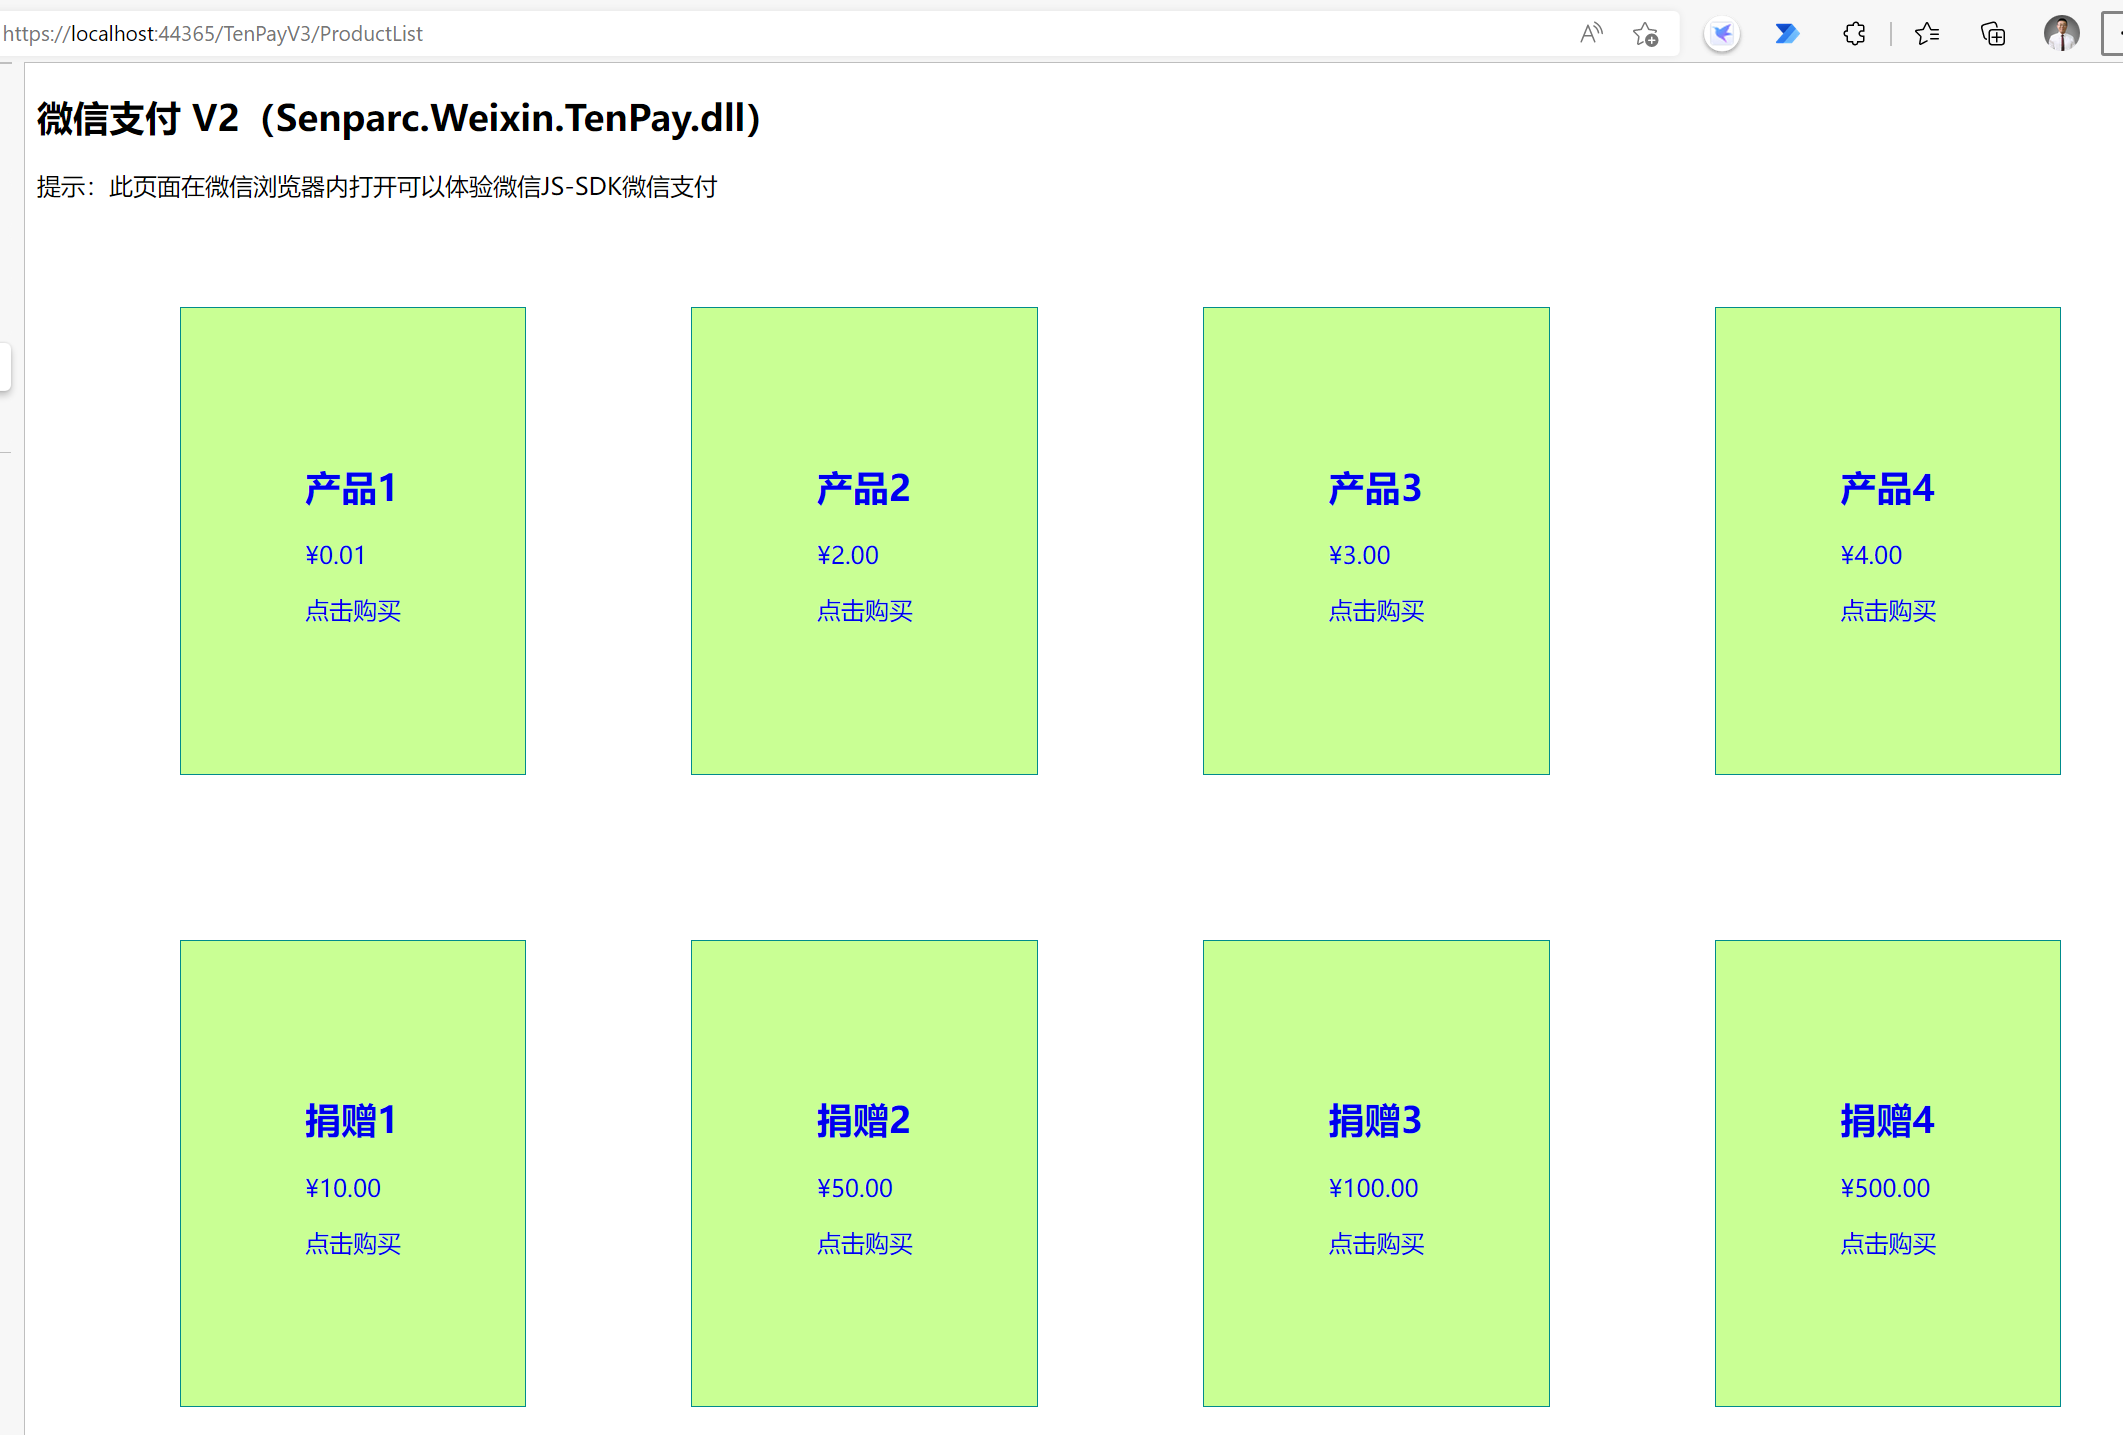 https://localhost:44365/TenPayV3/ProductList
微信支付 V2（Senparc.Weixin.TenPay.dll）
提示：此页面在微信浏览器内打开可以体验微信JS-SDK微信支付
产品1
¥0.01
点击购买
产品2
¥2.00
点击购买
产品3
¥3.00
点击购买
产品4
¥4.00
点击购买
捐赠1
¥10.00
点击购买
捐赠2
¥50.00
点击购买
捐赠3
¥100.00
点击购买
捐赠4
¥500.00
点击购买